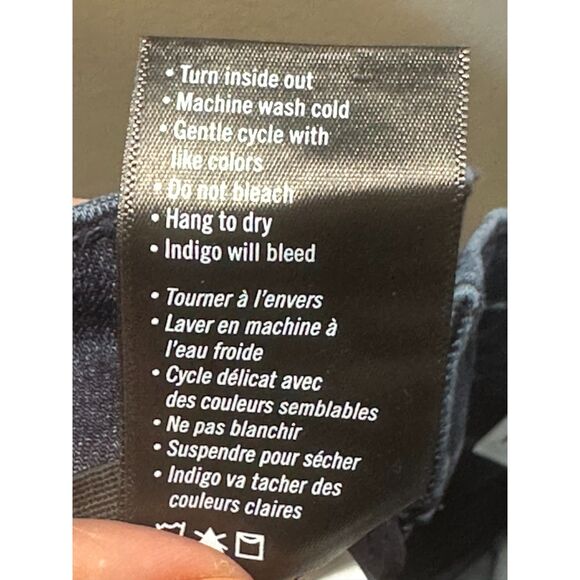 • Turn inside out
• Machine wash cold
• Gentle cycle with
like colors
• Do not bleach
• Hang to dry
• Indigo will bleed
• Tourner à l'envers
• Laver en machine à
l'eau froide
• Cycle délicat avec
des couleurs semblables
• Ne pas blanchir
• Suspendre pour sécher
• Indigo va tacher des
couleurs claires